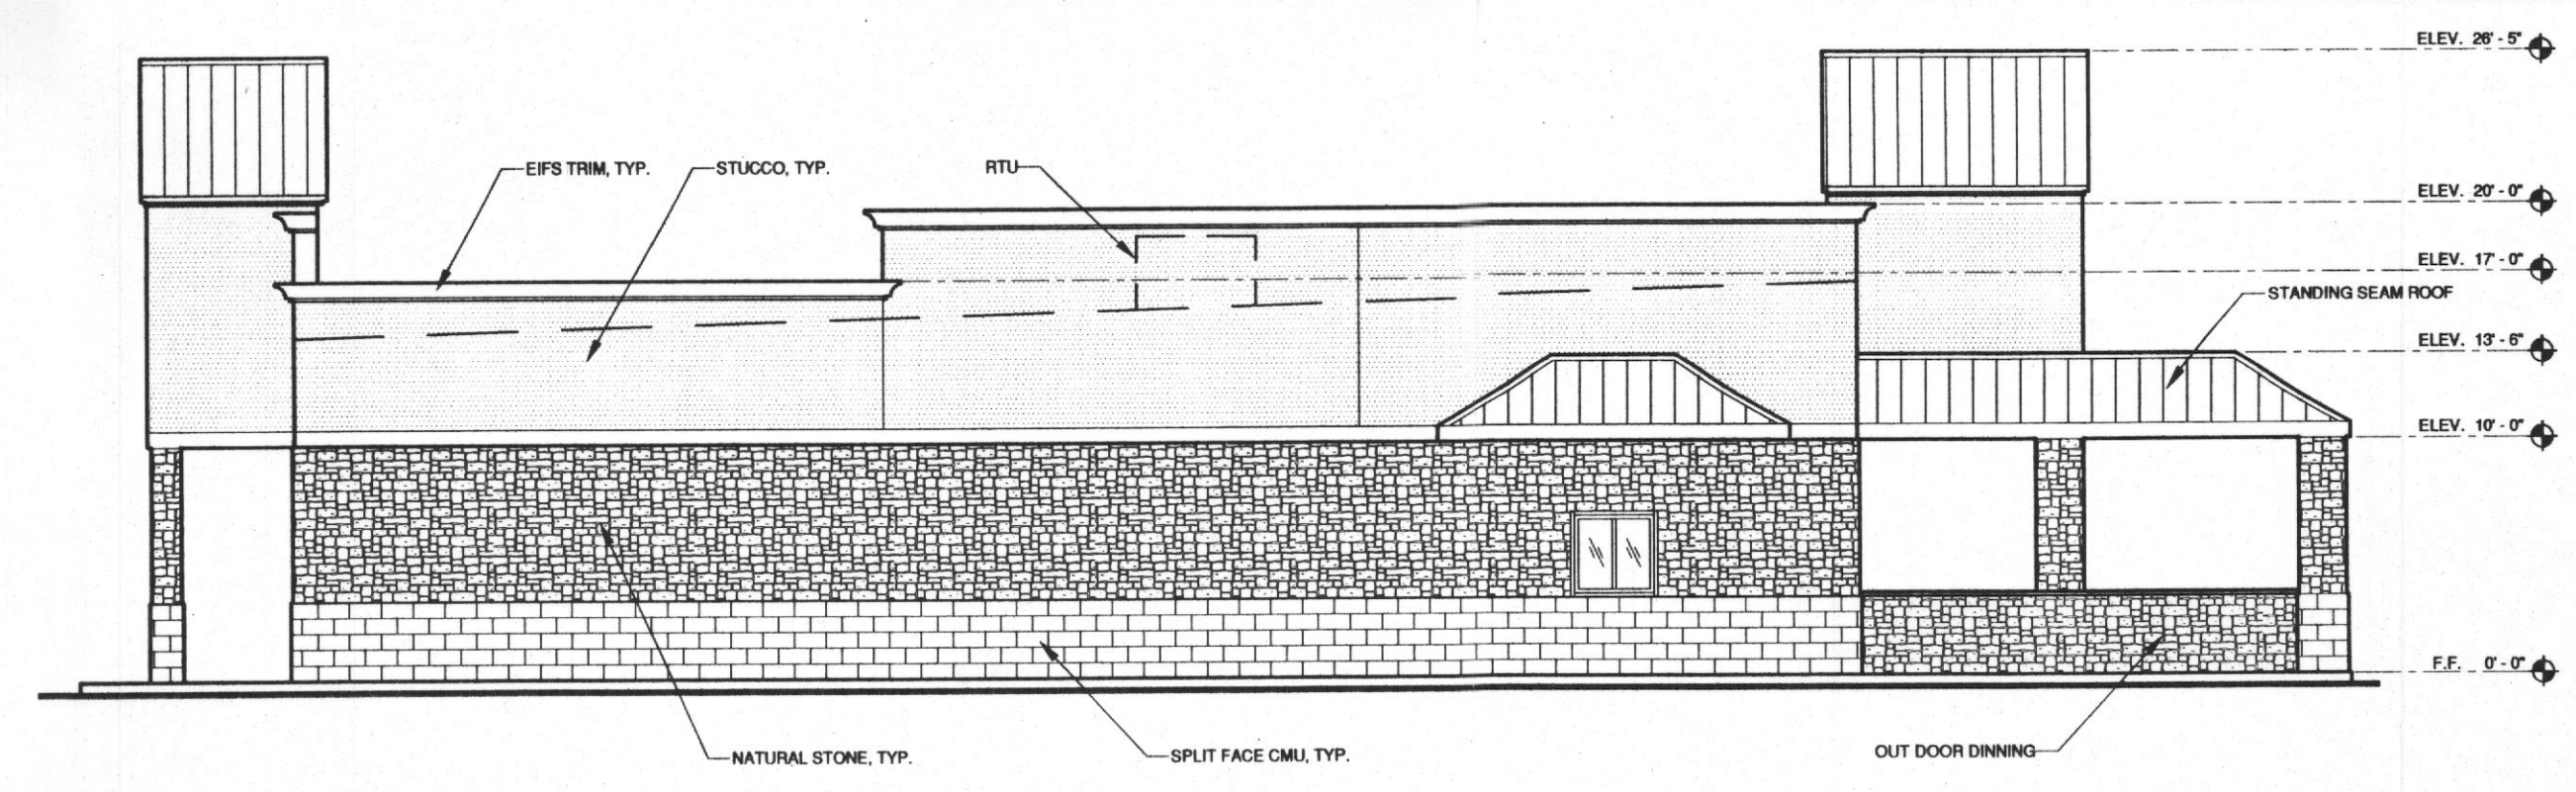 ELEV. 26' - 5"
EIFS TRIM, TYP.
STUCCO, TYP.
RTU
ELEV. 20' - 0"
ELEV. 17' - 0"
STANDING SEAM ROOF
ELEV. 13' - 6"
ELEV. 10' - 0"
F.F. 0' - 0"
NATURAL STONE, TYP.
SPLIT FACE CMU, TYP.
OUT DOOR DINNING